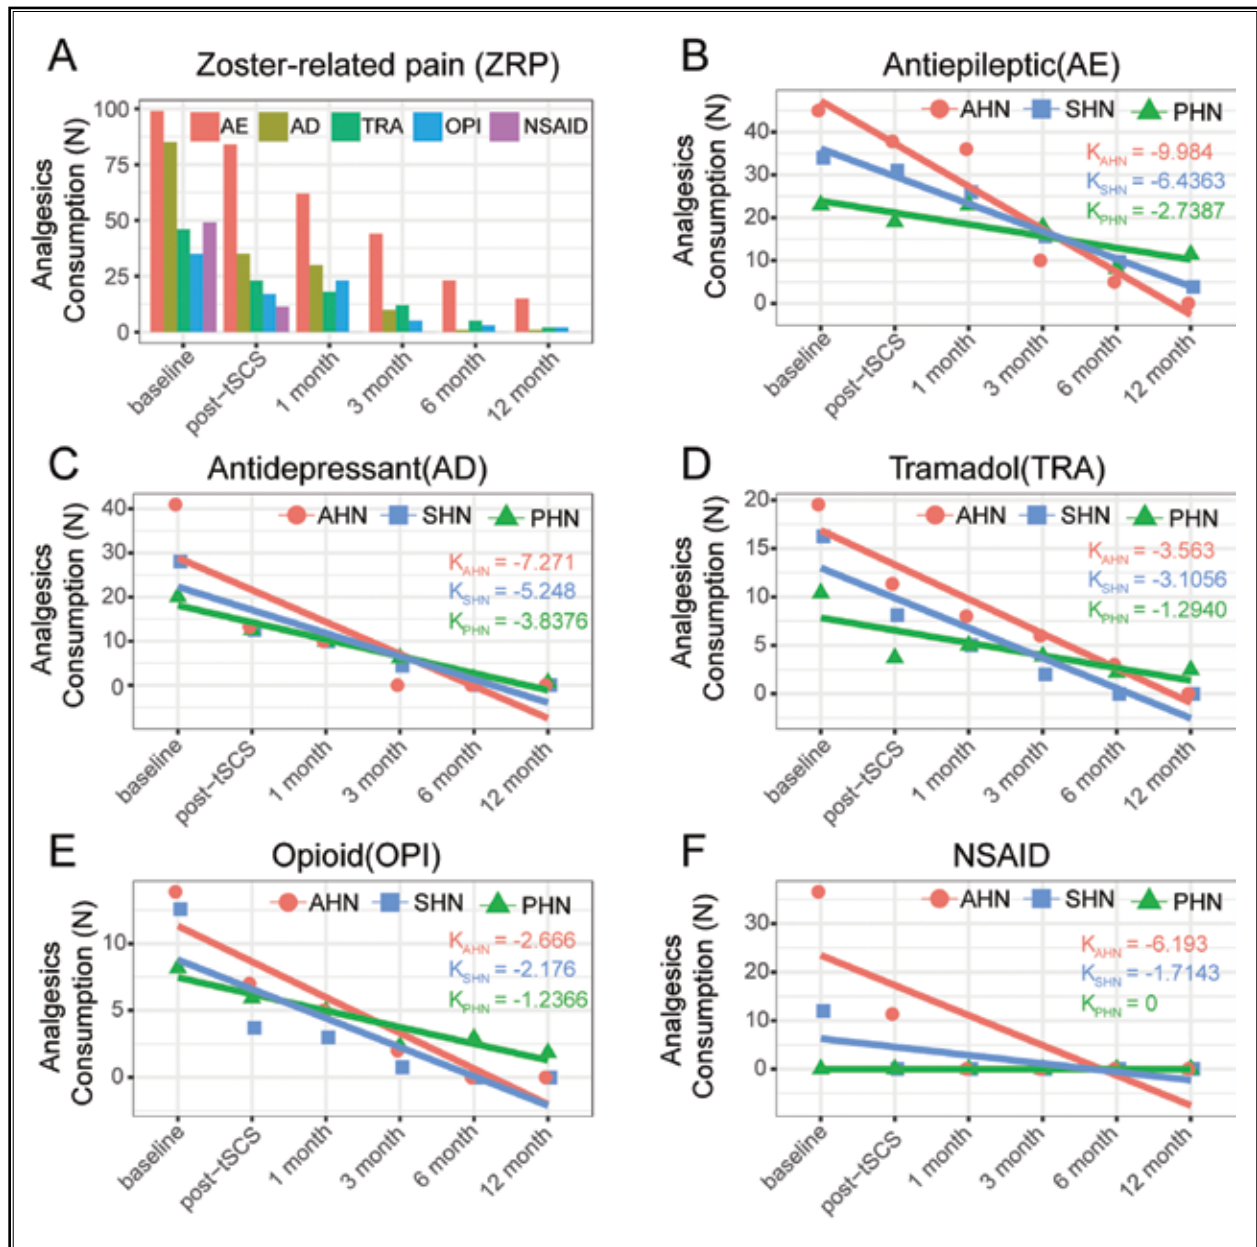 A
Zoster-related pain (ZRP)
Analgesics
Consumption (N)
100
75
50
25
0
AE AD TRA OPI NSAID
baseline
post-tSCS
1 month
3 month
6 month
12 month
B
Antiepileptic(AE)
Analgesics
Consumption (N)
40
30
20
10
0
AHN SHN PHN
KAHN = -9.984
KSHN = -6.4363
KPHN = -2.7387
baseline
post-tSCS
1 month
3 month
6 month
12 month
C
Antidepressant(AD)
Analgesics
Consumption (N)
40
30
20
10
0
AHN SHN PHN
KAHN = -7.271
KSHN = -5.248
KPHN = -3.8376
baseline
post-tSCS
1 month
3 month
6 month
12 month
D
Tramadol(TRA)
Analgesics
Consumption (N)
20
15
10
5
0
AHN SHN PHN
KAHN = -3.563
KSHN = -3.1056
KPHN = -1.2940
baseline
post-tSCS
1 month
3 month
6 month
12 month
E
Opioid(OPI)
Analgesics
Consumption (N)
10
5
0
AHN SHN PHN
KAHN = -2.666
KSHN = -2.176
KPHN = -1.2366
baseline
post-tSCS
1 month
3 month
6 month
12 month
F
NSAID
Analgesics
Consumption (N)
30
20
10
0
AHN SHN PHN
KAHN = -6.193
KSHN = -1.7143
KPHN = 0
baseline
post-tSCS
1 month
3 month
6 month
12 month